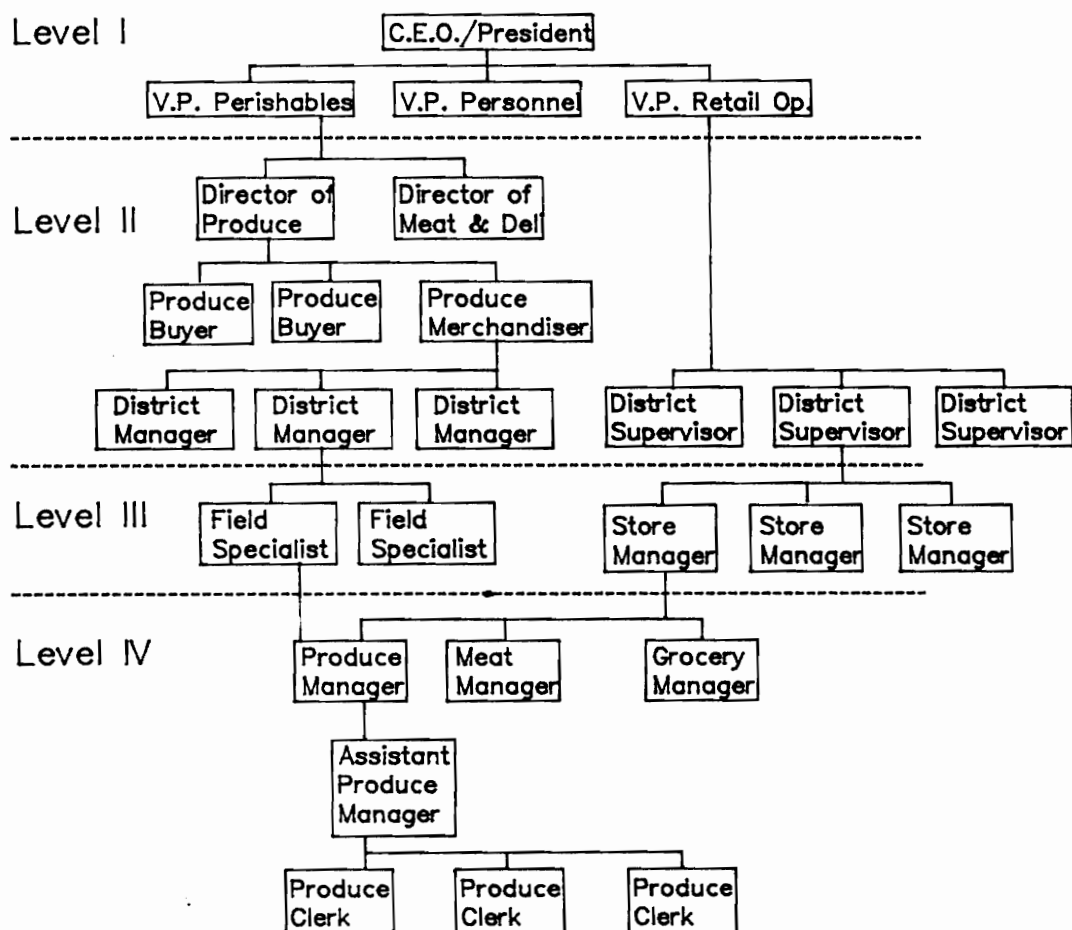 Level I
C.E.O./President
V.P. Perishables
V.P. Personnel
V.P. Retail Op.
Level II
Director of
Produce
Director of
Meat & Deli
Produce
Buyer
Produce
Buyer
Produce
Merchandiser
District
Manager
District
Manager
District
Manager
District
Supervisor
District
Supervisor
District
Supervisor
Level III
Field
Specialist
Field
Specialist
Store
Manager
Store
Manager
Store
Manager
Level IV
Produce
Manager
Meat
Manager
Grocery
Manager
Assistant
Produce
Manager
Produce
Clerk
Produce
Clerk
Produce
Clerk